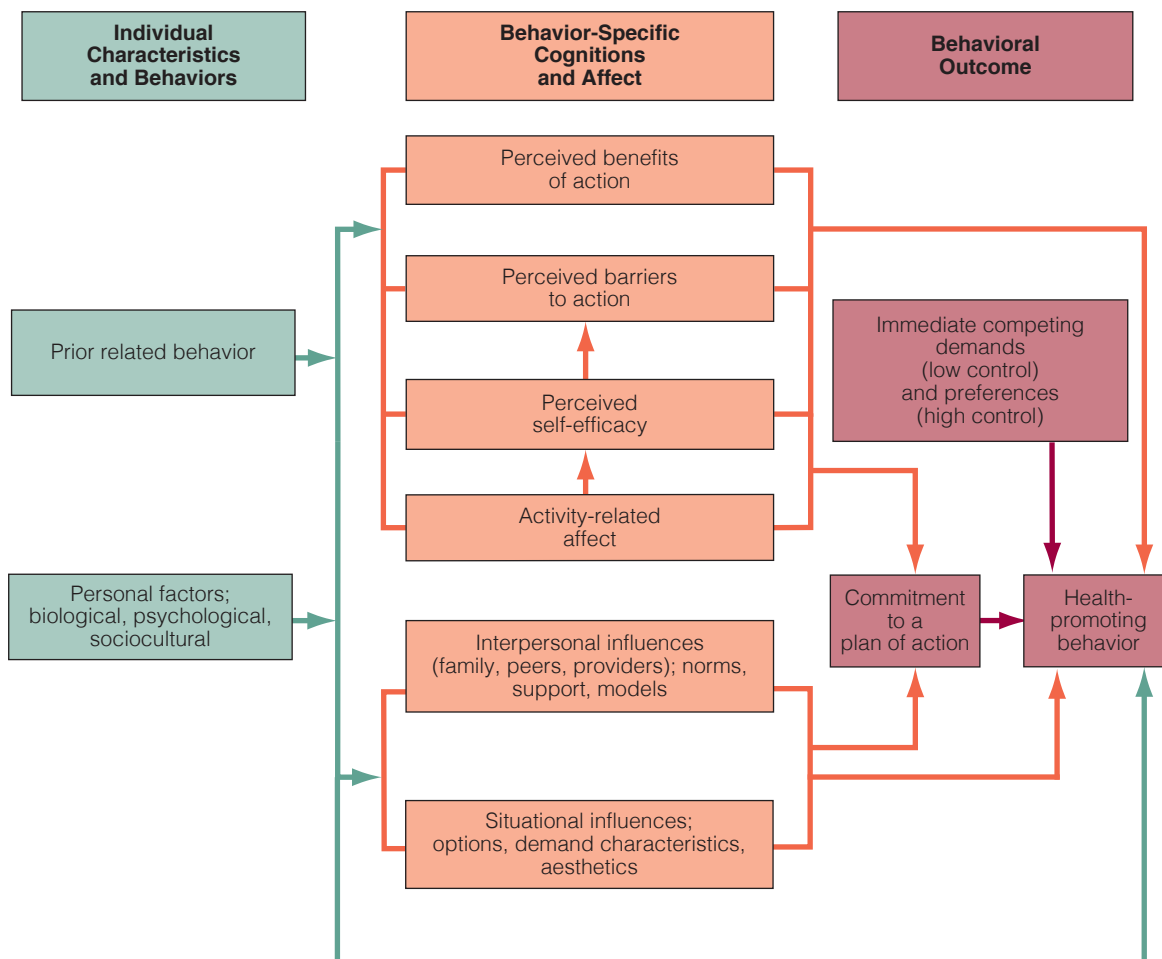 Individual
Characteristics
and Behaviors
Behavior-Specific
Cognitions
and Affect
Behavioral
Outcome
Perceived benefits
of action
Perceived barriers
to action
Prior related behavior
Immediate competing
demands
(low control)
and preferences
(high control)
Perceived
self-efficacy
Activity-related
affect
Personal factors;
biological, psychological,
sociocultural
Commitment
to a
plan of action
Health-
promoting
behavior
Interpersonal influences
(family, peers, providers); norms,
support, models
Situational influences;
options, demand characteristics,
aesthetics